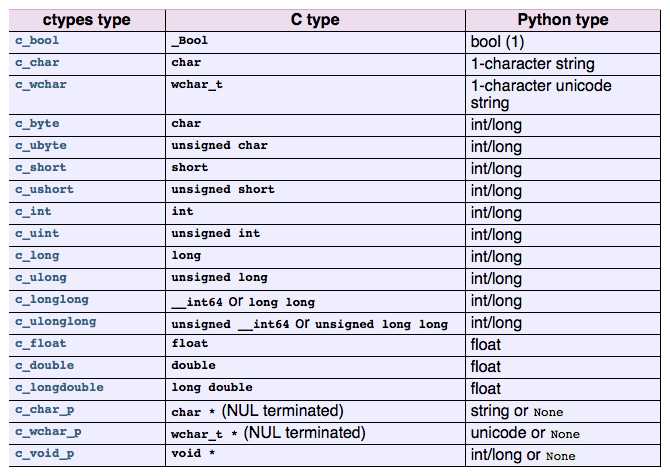 ctypes type C type Python type
c_bool _Bool bool (1)
c_char char 1-character string
c_wchar wchar_t 1-character unicode
string
c_byte char int/long
c_ubyte unsigned char int/long
c_short short int/long
c_ushort unsigned short int/long
c_int int int/long
c_uint unsigned int int/long
c_long long int/long
c_ulong unsigned long int/long
c_longlong __int64 or long long int/long
c_ulonglong unsigned __int64 or unsigned long long int/long
c_float float float
c_double double float
c_longdouble long double float
c_char_p char * (NUL terminated) string or None
c_wchar_p wchar_t * (NUL terminated) unicode or None
c_void_p void * int/long or None